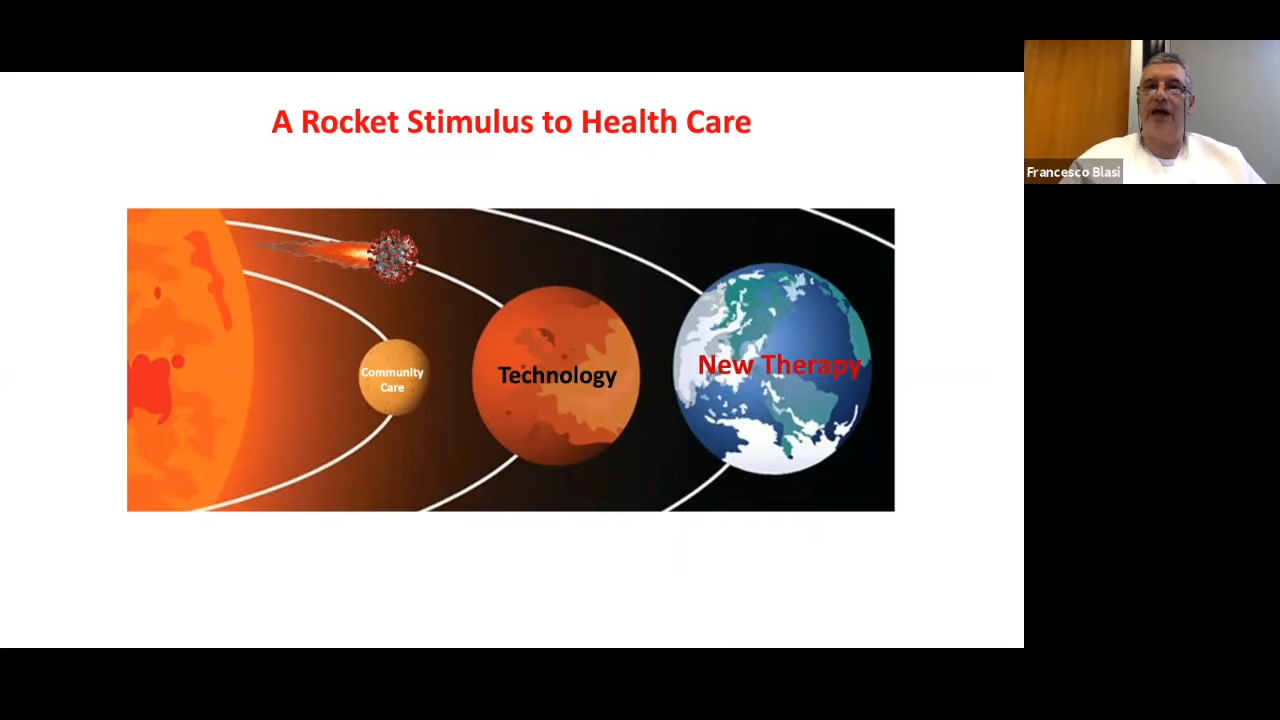 A Rocket Stimulus to Health Care
Francesco Blasi
Community
Care
Technology
New Therapy